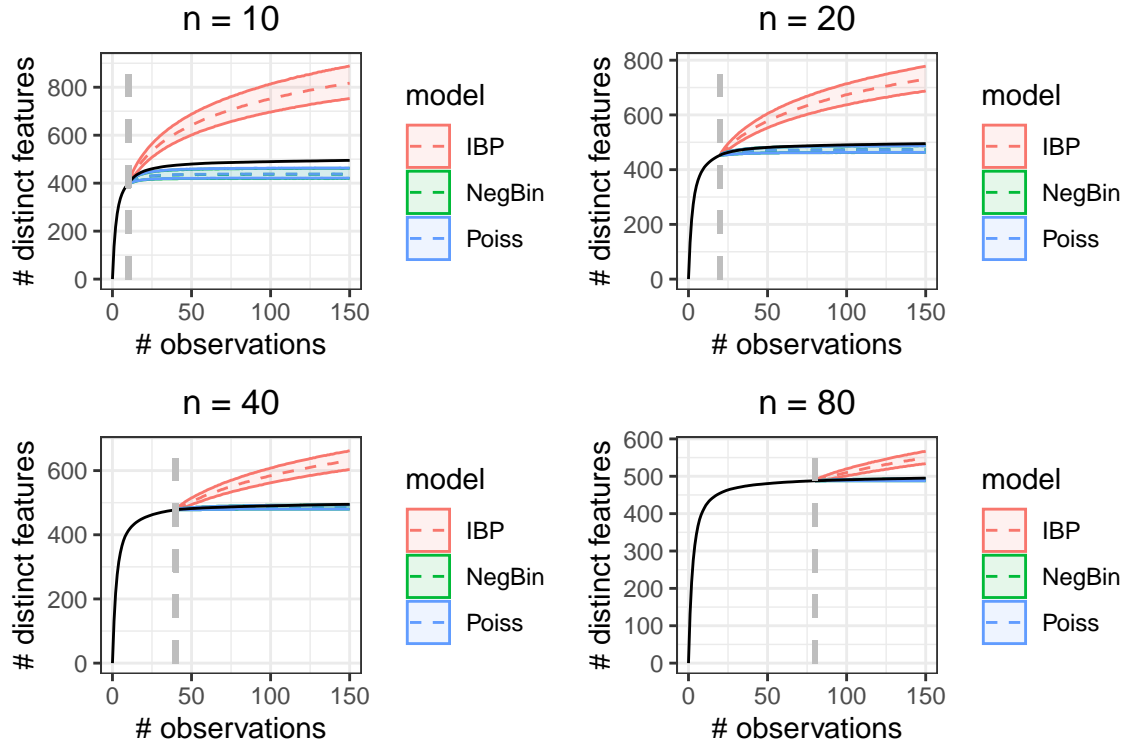 n = 10
# distinct features
800
600
400
200
0
0 50 100 150
# observations
model
IBP
NegBin
Poiss
n = 20
# distinct features
800
600
400
200
0
0 50 100 150
# observations
model
IBP
NegBin
Poiss
n = 40
# distinct features
600
400
200
0
0 50 100 150
# observations
model
IBP
NegBin
Poiss
n = 80
# distinct features
600
500
400
300
200
100
0
0 50 100 150
# observations
model
IBP
NegBin
Poiss